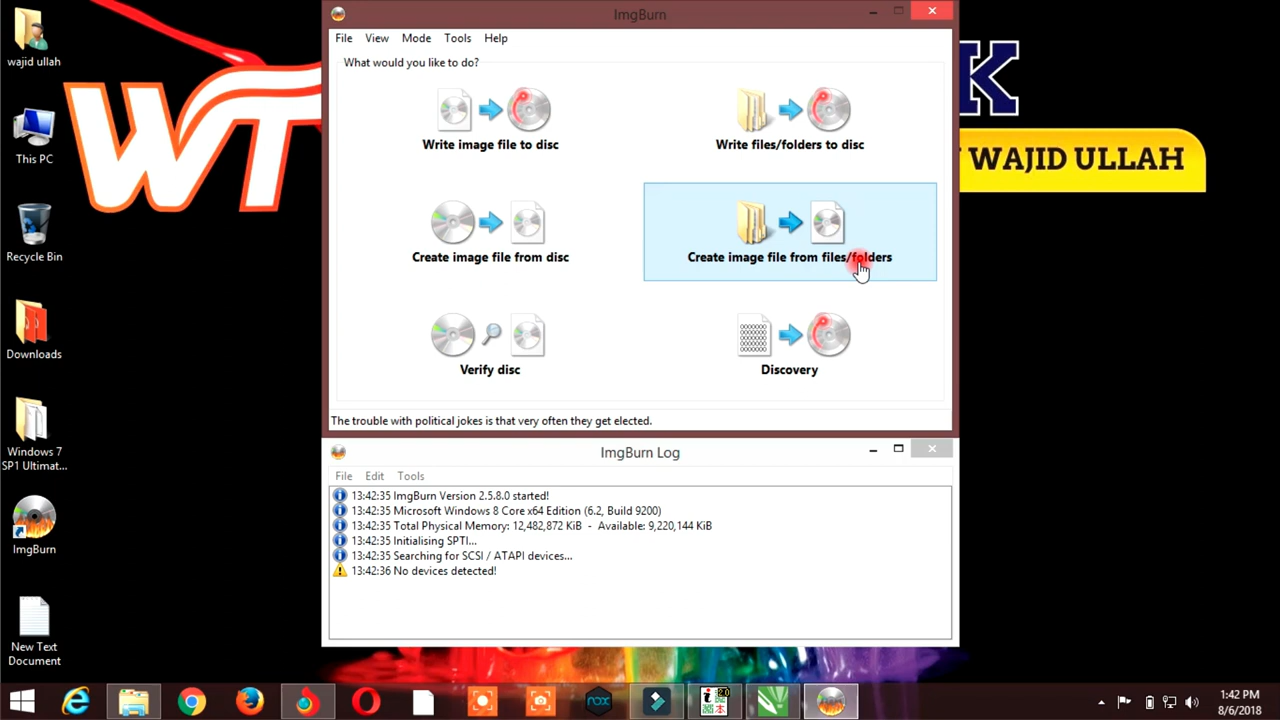 wajid ullah
This PC
Recycle Bin
Downloads
Windows 7
SP1 Ultimat...
ImgBurn
New Text
Document
WT
K
WAJID ULLAH
ImgBurn
File View Mode Tools Help
What would you like to do?
Write image file to disc
Write files/folders to disc
Create image file from disc
Create image file from files/folders
Verify disc
Discovery
The trouble with political jokes is that very often they get elected.
ImgBurn Log
File Edit Tools
13:42:35 ImgBurn Version 2.5.8.0 started!
13:42:35 Microsoft Windows 8 Core x64 Edition (6.2, Build 9200)
13:42:35 Total Physical Memory: 12,482,872 KiB - Available: 9,220,144 KiB
13:42:35 Initialising SPTI...
13:42:35 Searching for SCSI / ATAPI devices...
13:42:36 No devices detected!
nox
2.0
1:42 PM
8/6/2018